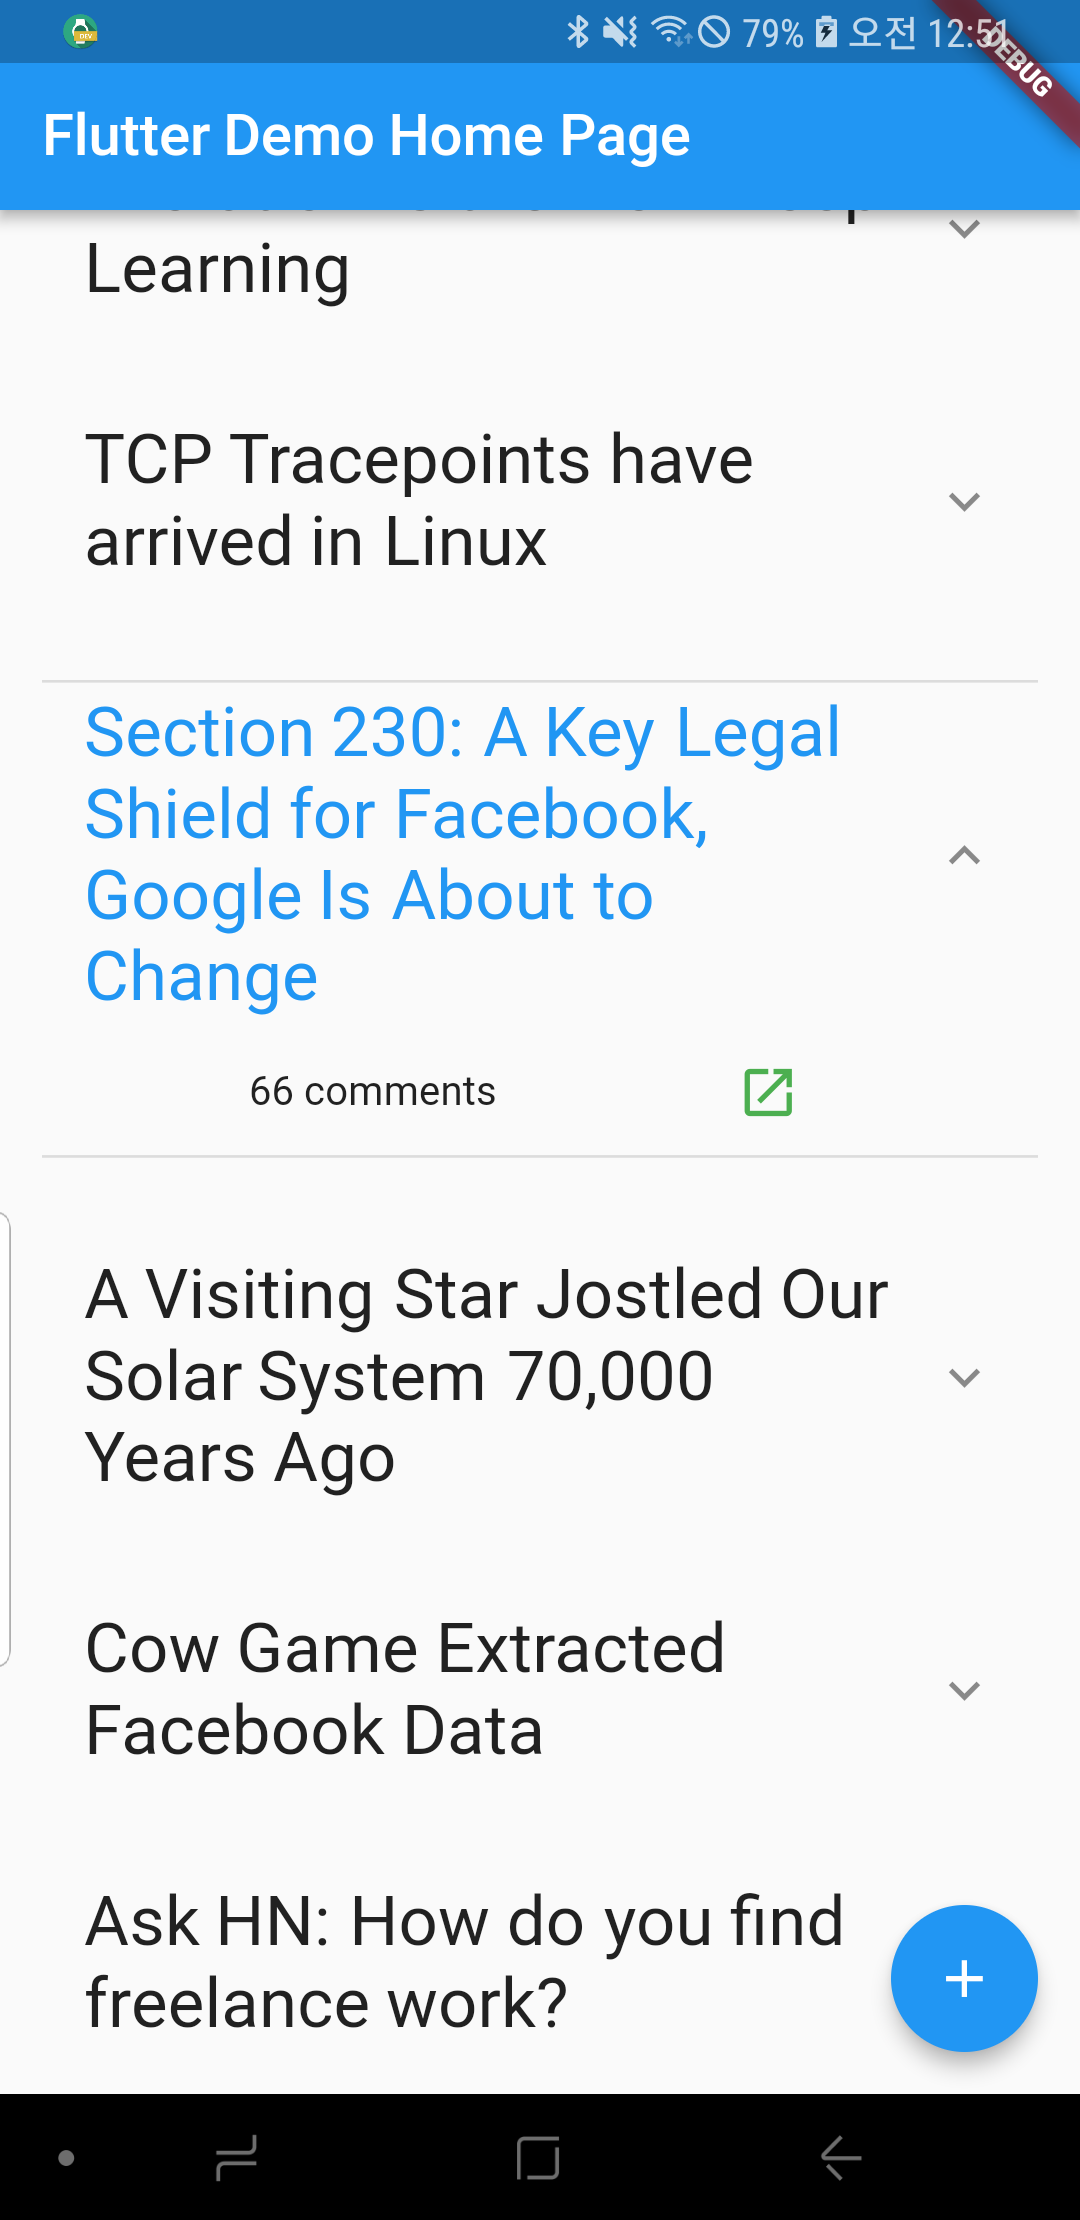 DEV
79% 오전 12:51
DEBUG
Flutter Demo Home Page
Learning
TCP Tracepoints have
arrived in Linux
Section 230: A Key Legal
Shield for Facebook,
Google Is About to
Change
66 comments
A Visiting Star Jostled Our
Solar System 70,000
Years Ago
Cow Game Extracted
Facebook Data
Ask HN: How do you find
freelance work?